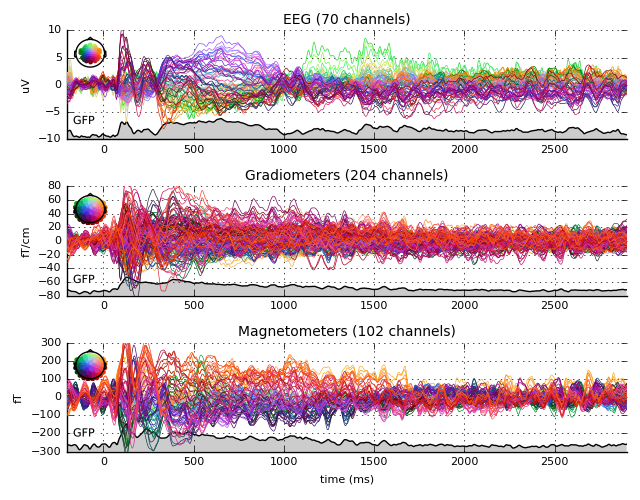 EEG (70 channels)
10
5
0
−5
−10
uV
GFP
0 500 1000 1500 2000 2500
Gradiometers (204 channels)
80
60
40
20
0
−20
−40
−60
−80
fT/cm
GFP
0 500 1000 1500 2000 2500
Magnetometers (102 channels)
300
200
100
0
−100
−200
−300
fT
GFP
0 500 1000 1500 2000 2500
time (ms)